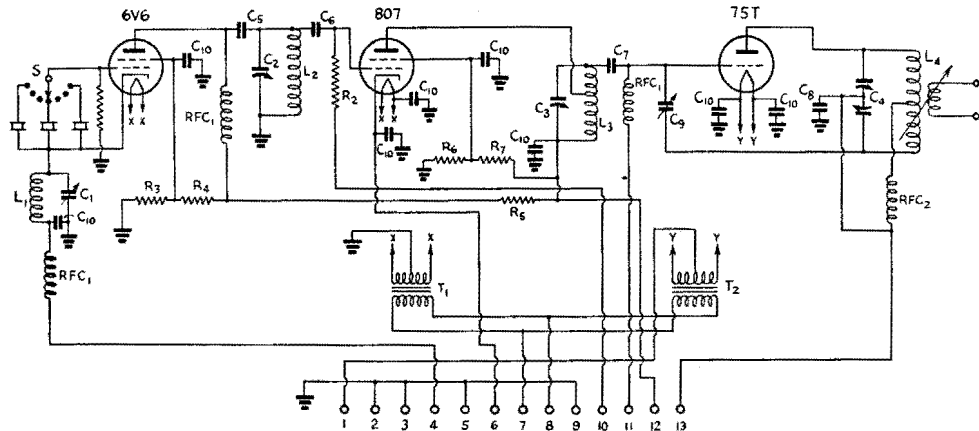 6V6
807
75T
C5
C6
C10
C2
L2
R2
C10
C10
C10
C7
C3
L3
C10
RFC1
C9
C10
C10
C8
C4
L4
S
RFC1
L1
C1
C10
R3
R4
R6
R7
R5
RFC2
RFC1
X X
X X
Y Y
X X
T1
Y Y
T2
1 2 3 4 5 6 7 8 9 10 11 12 13